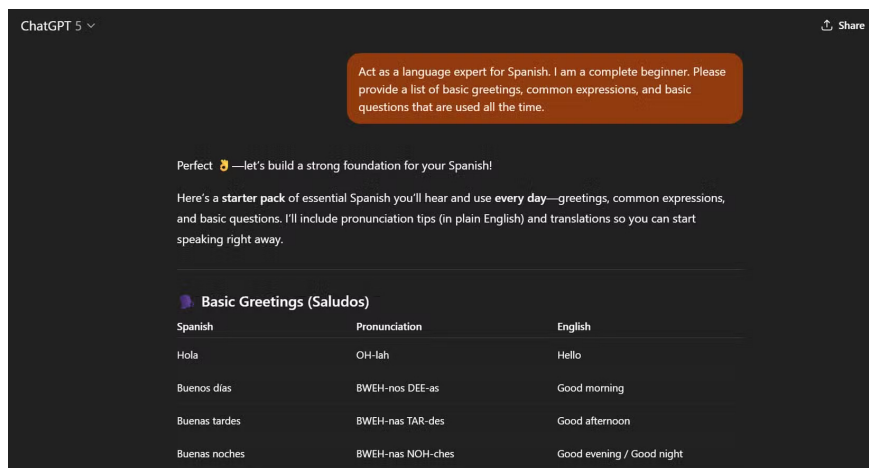 ChatGPT 5
Share
Act as a language expert for Spanish. I am a complete beginner. Please
provide a list of basic greetings, common expressions, and basic
questions that are used all the time.
Perfect 👌—let's build a strong foundation for your Spanish!
Here's a starter pack of essential Spanish you'll hear and use every day—greetings, common expressions,
and basic questions. I'll include pronunciation tips (in plain English) and translations so you can start
speaking right away.
🗣 Basic Greetings (Saludos)
Spanish Pronunciation English
Hola OH-lah Hello
Buenos días BWEH-nos DEE-as Good morning
Buenas tardes BWEH-nas TAR-des Good afternoon
Buenas noches BWEH-nas NOH-ches Good evening / Good night